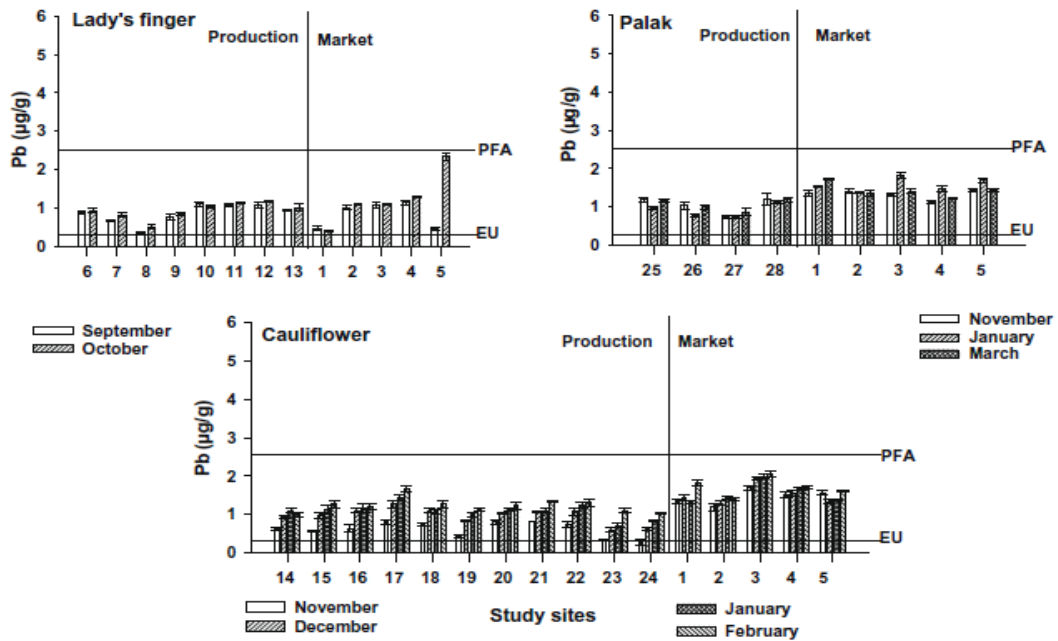 Lady's finger
Production
Market
Pb (µg/g)
6
5
4
3
2
1
0
PFA
EU
6 7 8 9 10 11 12 13 1 2 3 4 5
September
October
Palak
Production
Market
Pb (µg/g)
6
5
4
3
2
1
0
PFA
EU
25 26 27 28 1 2 3 4 5
November
January
March
Cauliflower
Production
Market
Pb (µg/g)
6
5
4
3
2
1
0
PFA
EU
14 15 16 17 18 19 20 21 22 23 24 1 2 3 4 5
Study sites
November
December
January
February